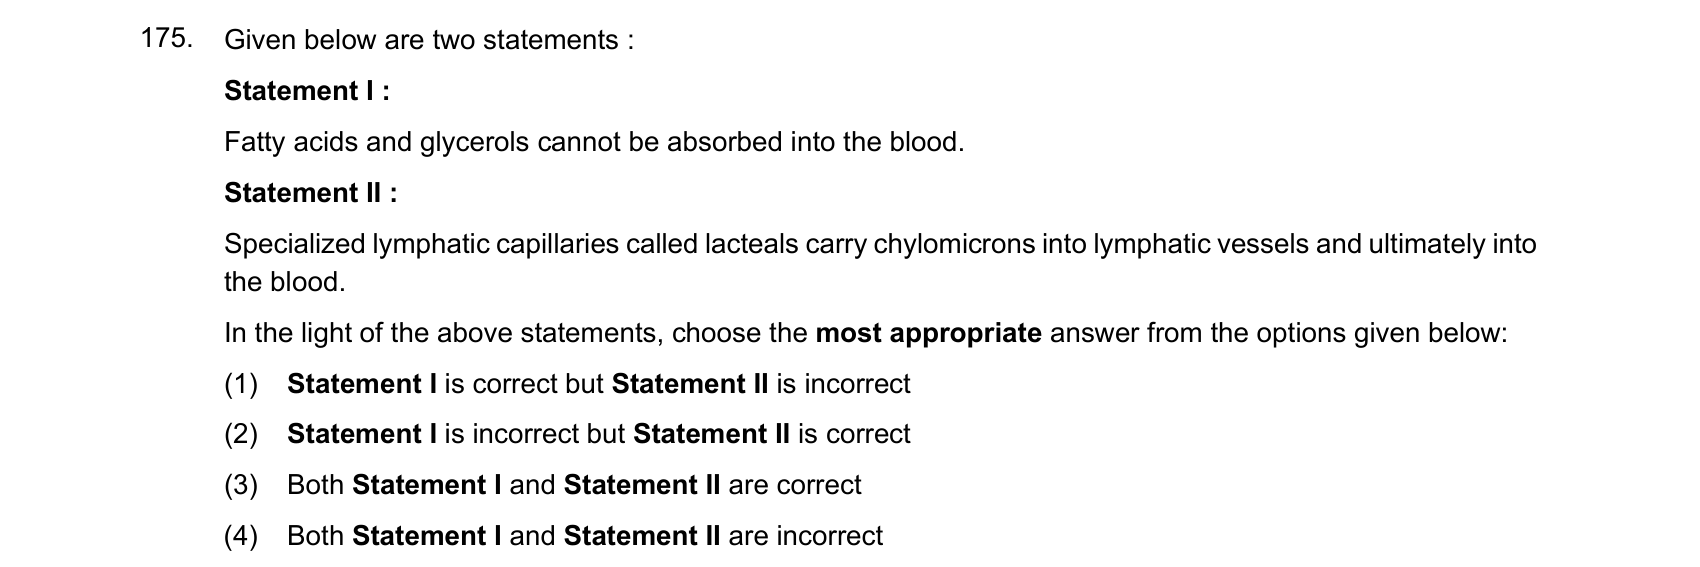 175. Given below are two statements :
Statement I :
Fatty acids and glycerols cannot be absorbed into the blood.
Statement II :
Specialized lymphatic capillaries called lacteals carry chylomicrons into lymphatic vessels and ultimately into
the blood.
In the light of the above statements, choose the most appropriate answer from the options given below:
(1) Statement I is correct but Statement II is incorrect
(2) Statement I is incorrect but Statement II is correct
(3) Both Statement I and Statement II are correct
(4) Both Statement I and Statement II are incorrect